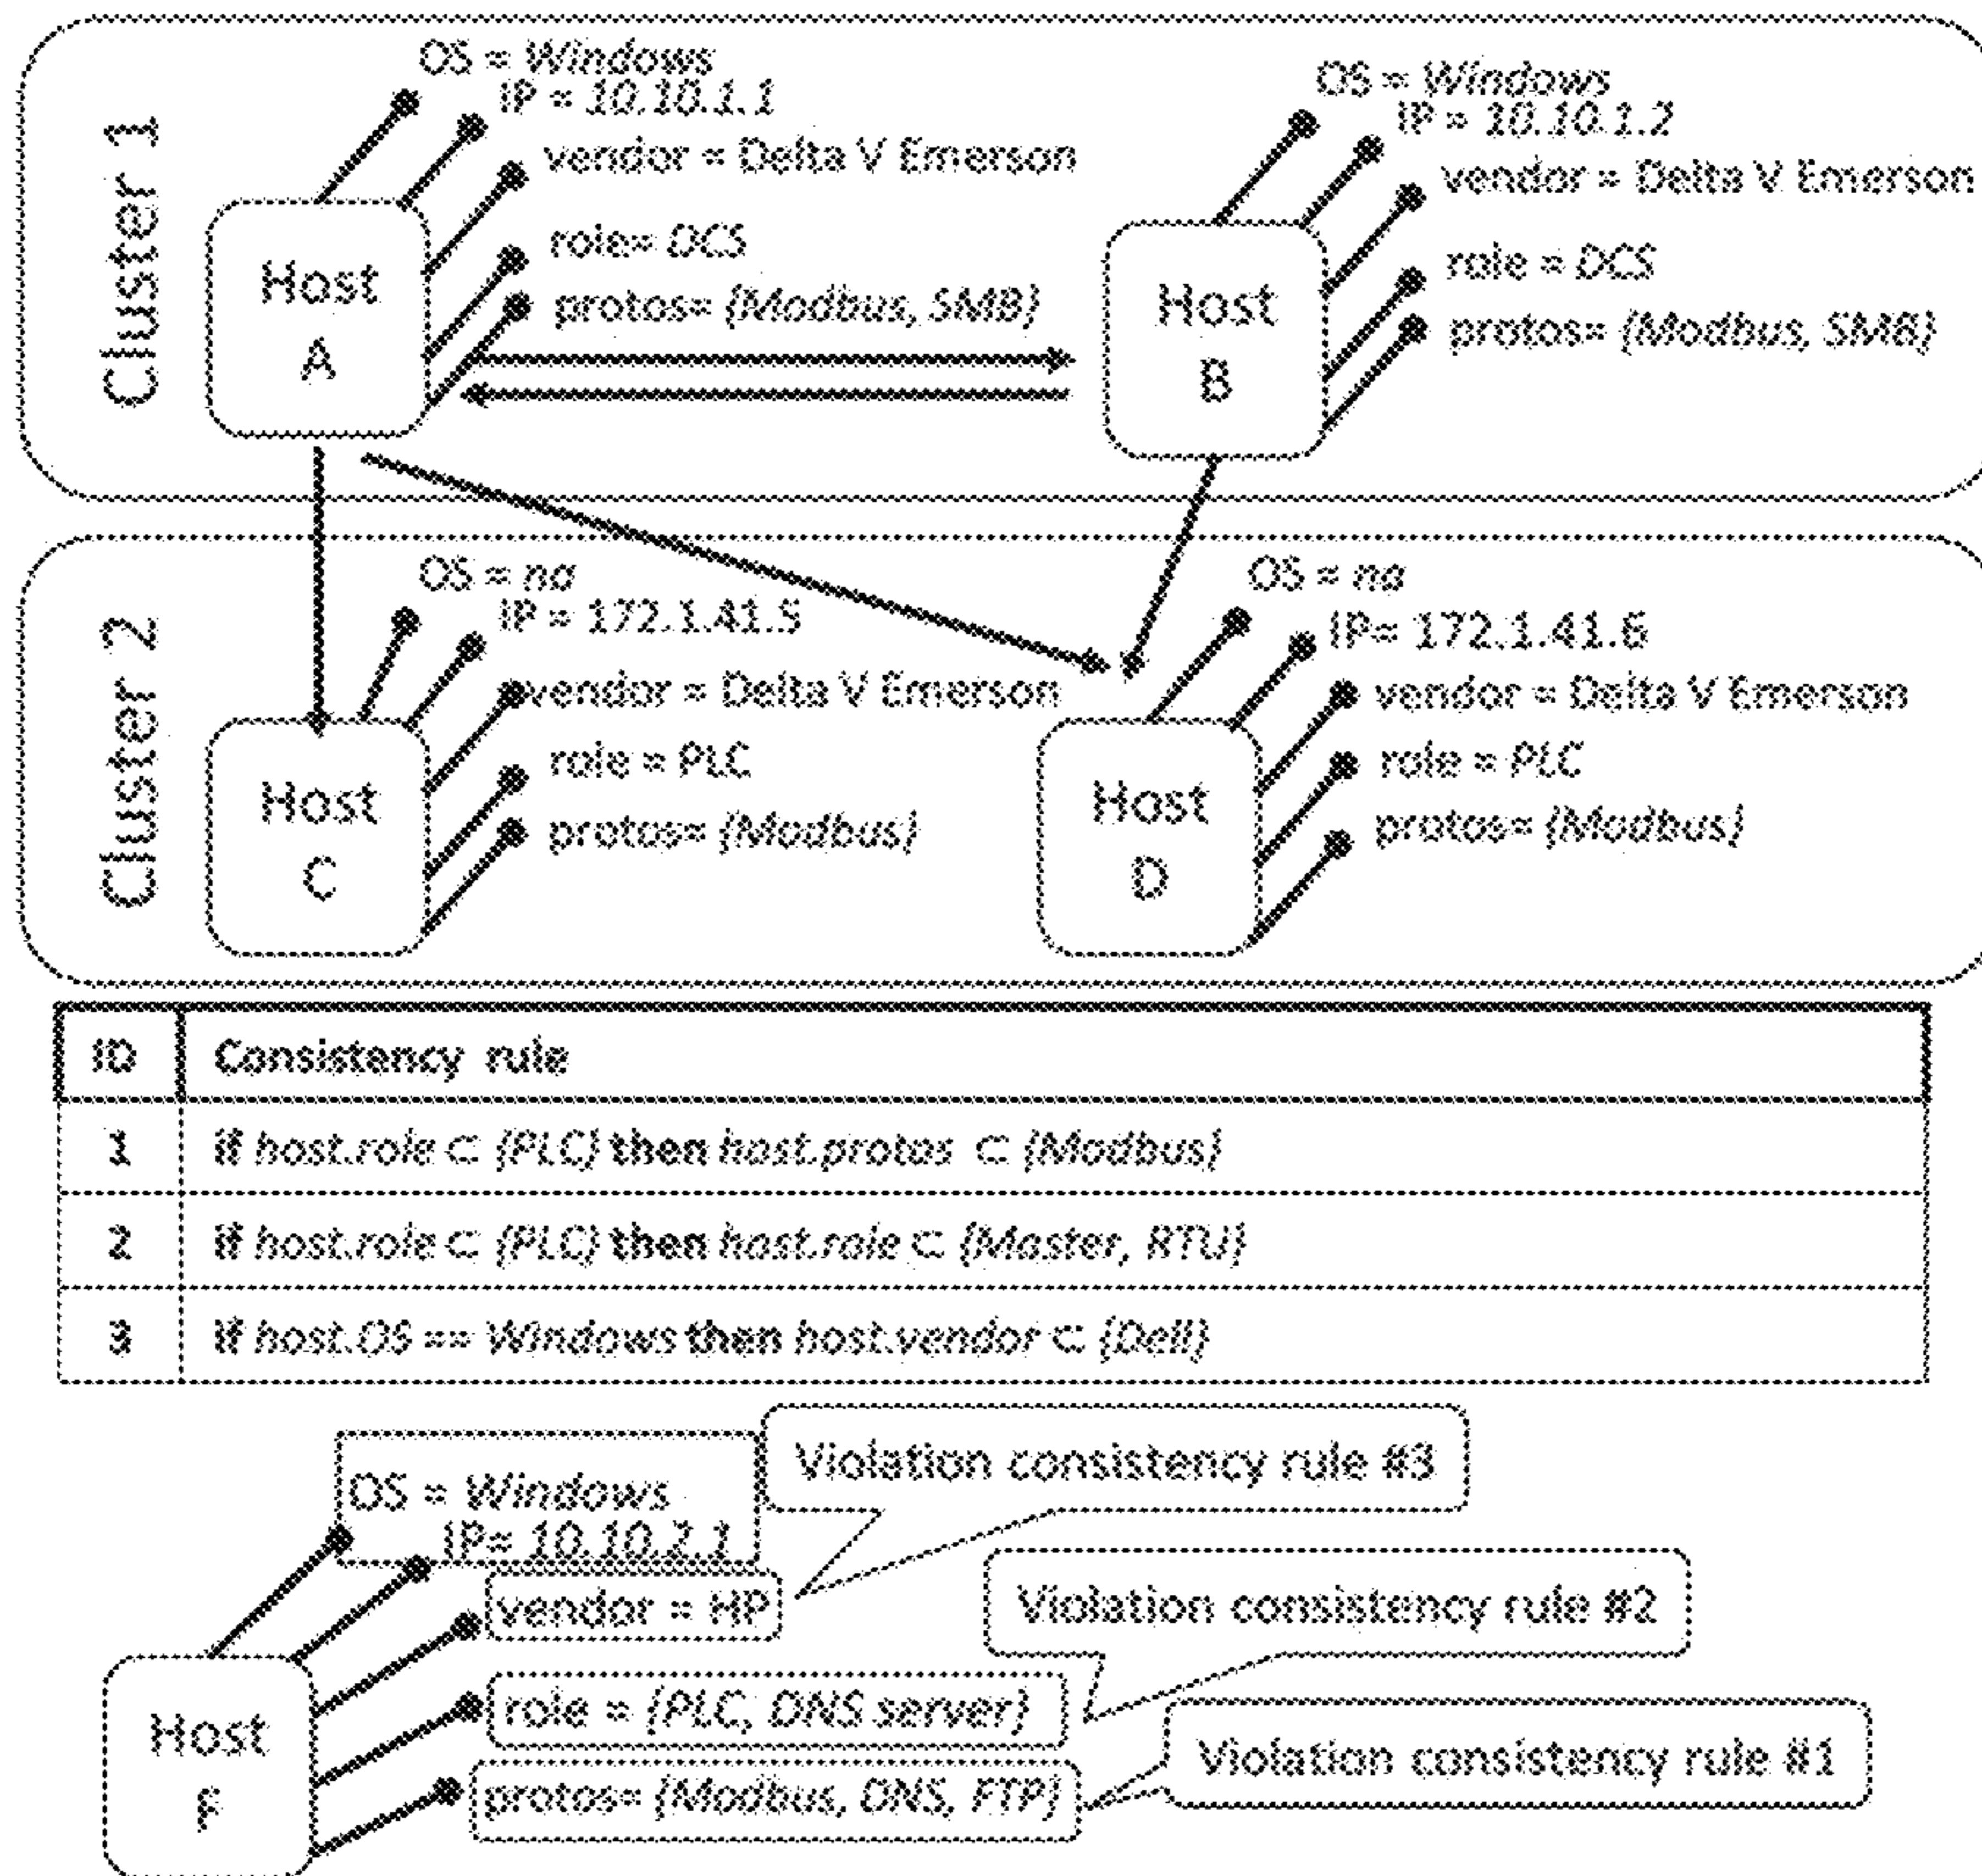 Cluster 1
OS = Windows
IP = 10.10.1.1
vendor = Delta V Emerson
role= DCS
protos= {Modbus, SMB}
Host
A
OS = Windows
IP = 10.10.1.2
vendor = Delta V Emerson
role = DCS
protos= {Modbus, SMB}
Host
B
Cluster 2
OS = na
IP = 172.1.41.5
vendor = Delta V Emerson
role = PLC
protos= {Modbus}
Host
C
OS = na
IP= 172.1.41.6
vendor = Delta V Emerson
role = PLC
protos= {Modbus}
Host
D
ID Consistency rule
1 if host.role ⊂ {PLC} then host.protos ⊂ {Modbus}
2 if host.role ⊂ {PLC} then host.role ⊂ {Master, RTU}
3 if host.OS == Windows then host.vendor ⊂ {Dell}
OS = Windows
IP= 10.10.2.1
vendor = HP
role = {PLC, DNS server}
protos= {Modbus, DNS, FTP}
Host
F
Violation consistency rule #3
Violation consistency rule #2
Violation consistency rule #1